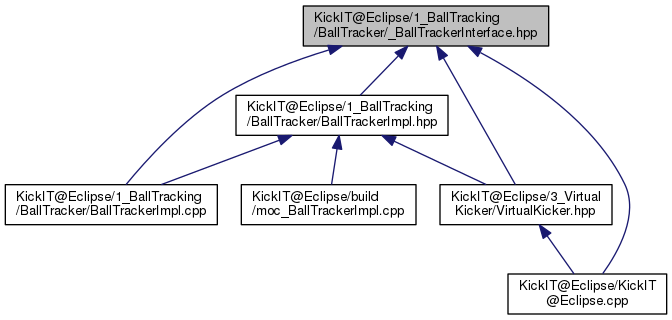 KickIT@Eclipse/1_BallTracking
/BallTracker/_BallTrackerInterface.hpp
KickIT@Eclipse/1_BallTracking
/BallTracker/BallTrackerImpl.hpp
KickIT@Eclipse/1_BallTracking
/BallTracker/BallTrackerImpl.cpp
KickIT@Eclipse/build
/moc_BallTrackerImpl.cpp
KickIT@Eclipse/3_Virtual
Kicker/VirtualKicker.hpp
KickIT@Eclipse/KickIT
@Eclipse.cpp